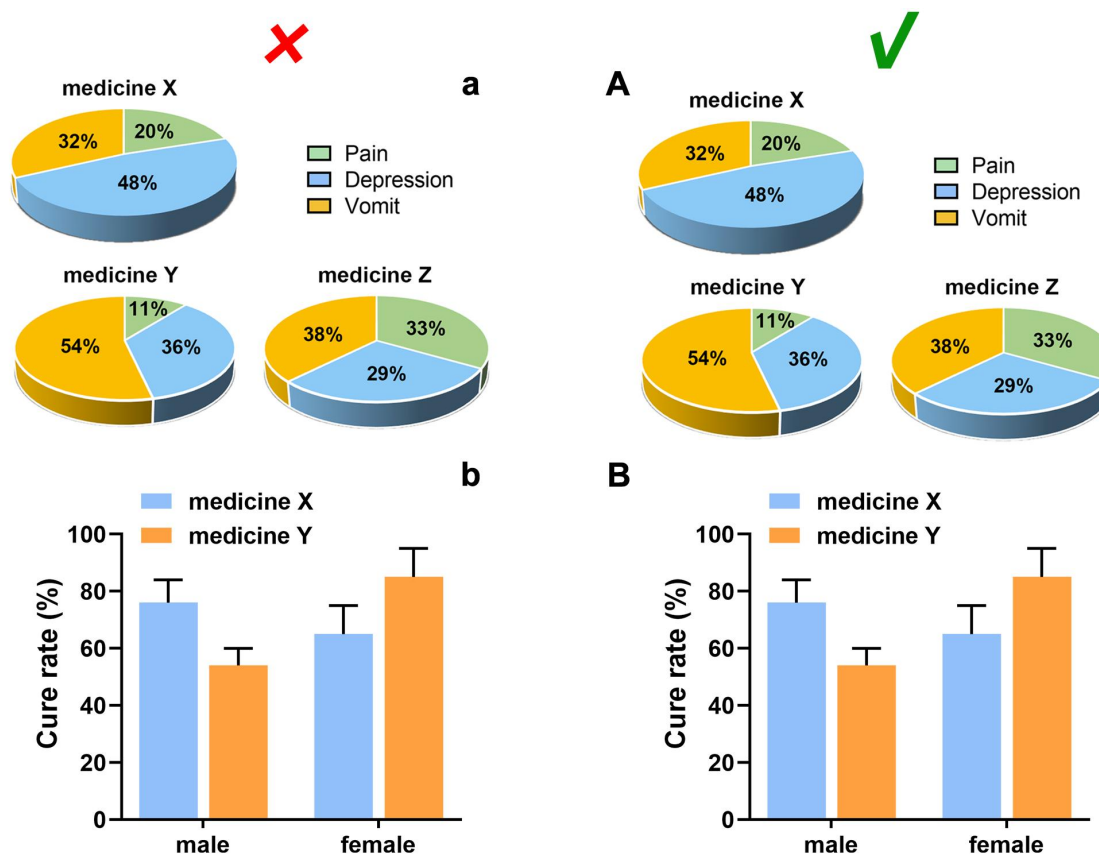 a
medicine X
32%
20%
48%
Pain
Depression
Vomit
medicine Y
11%
54%
36%
medicine Z
38%
33%
29%
b
medicine X
medicine Y
Cure rate (%)
100
80
60
40
20
0
male
female
A
medicine X
32%
20%
48%
Pain
Depression
Vomit
medicine Y
11%
54%
36%
medicine Z
38%
33%
29%
B
medicine X
medicine Y
Cure rate (%)
100
80
60
40
20
0
male
female